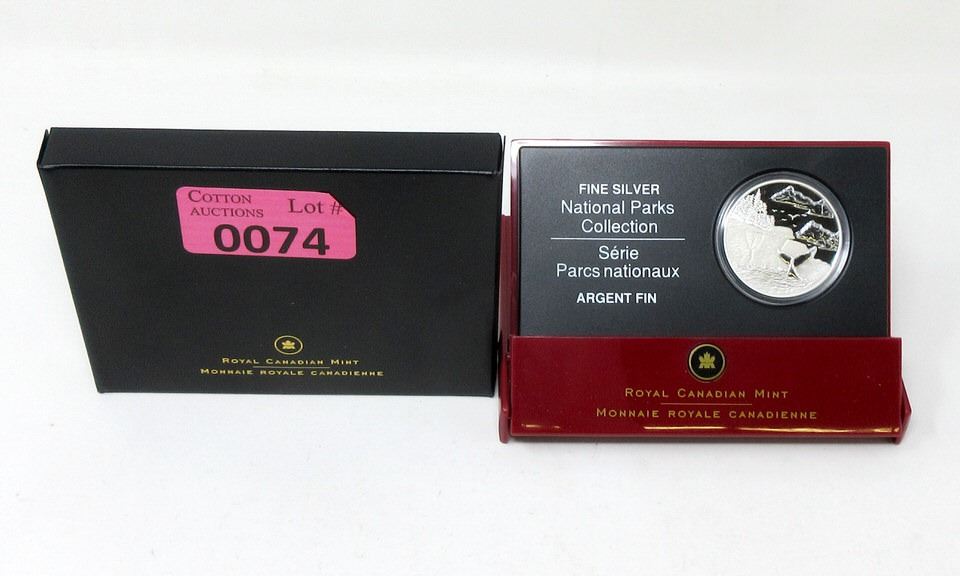 COTTON
AUCTIONS
Lot #
0074
ROYAL CANADIAN MINT
MONNAIE ROYALE CANADIENNE
FINE SILVER
National Parks
Collection
Série
Parcs nationaux
ARGENT FIN
ROYAL CANADIAN MINT
MONNAIE ROYALE CANADIENNE